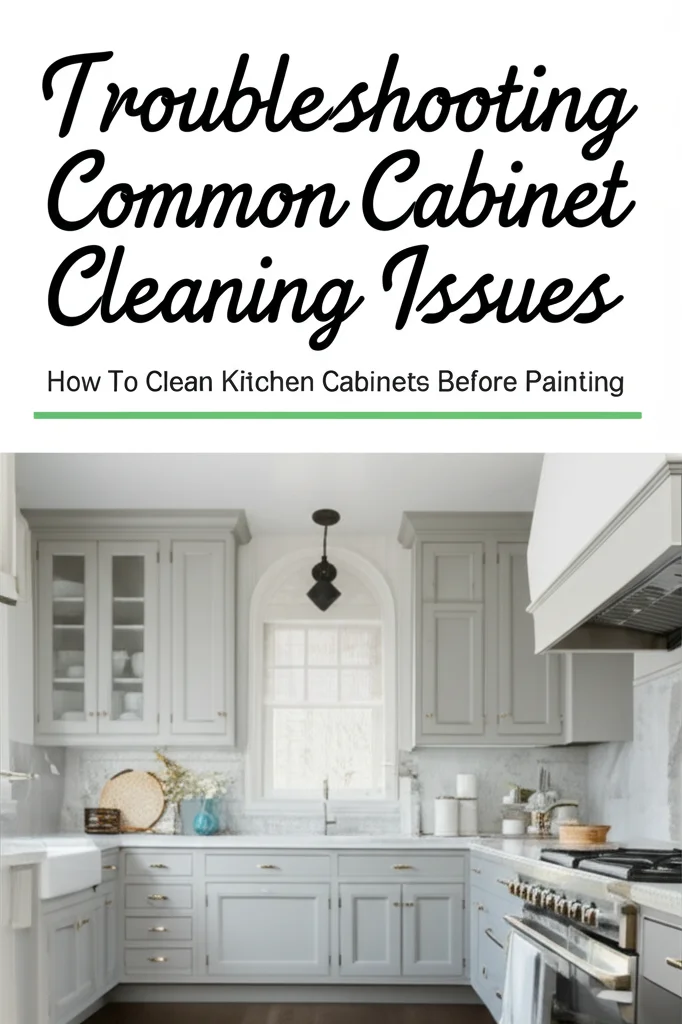 Troubleshooting
Common Cabinet
Cleaning Issues
How To Clean Kitchen Cabinets Before Painting